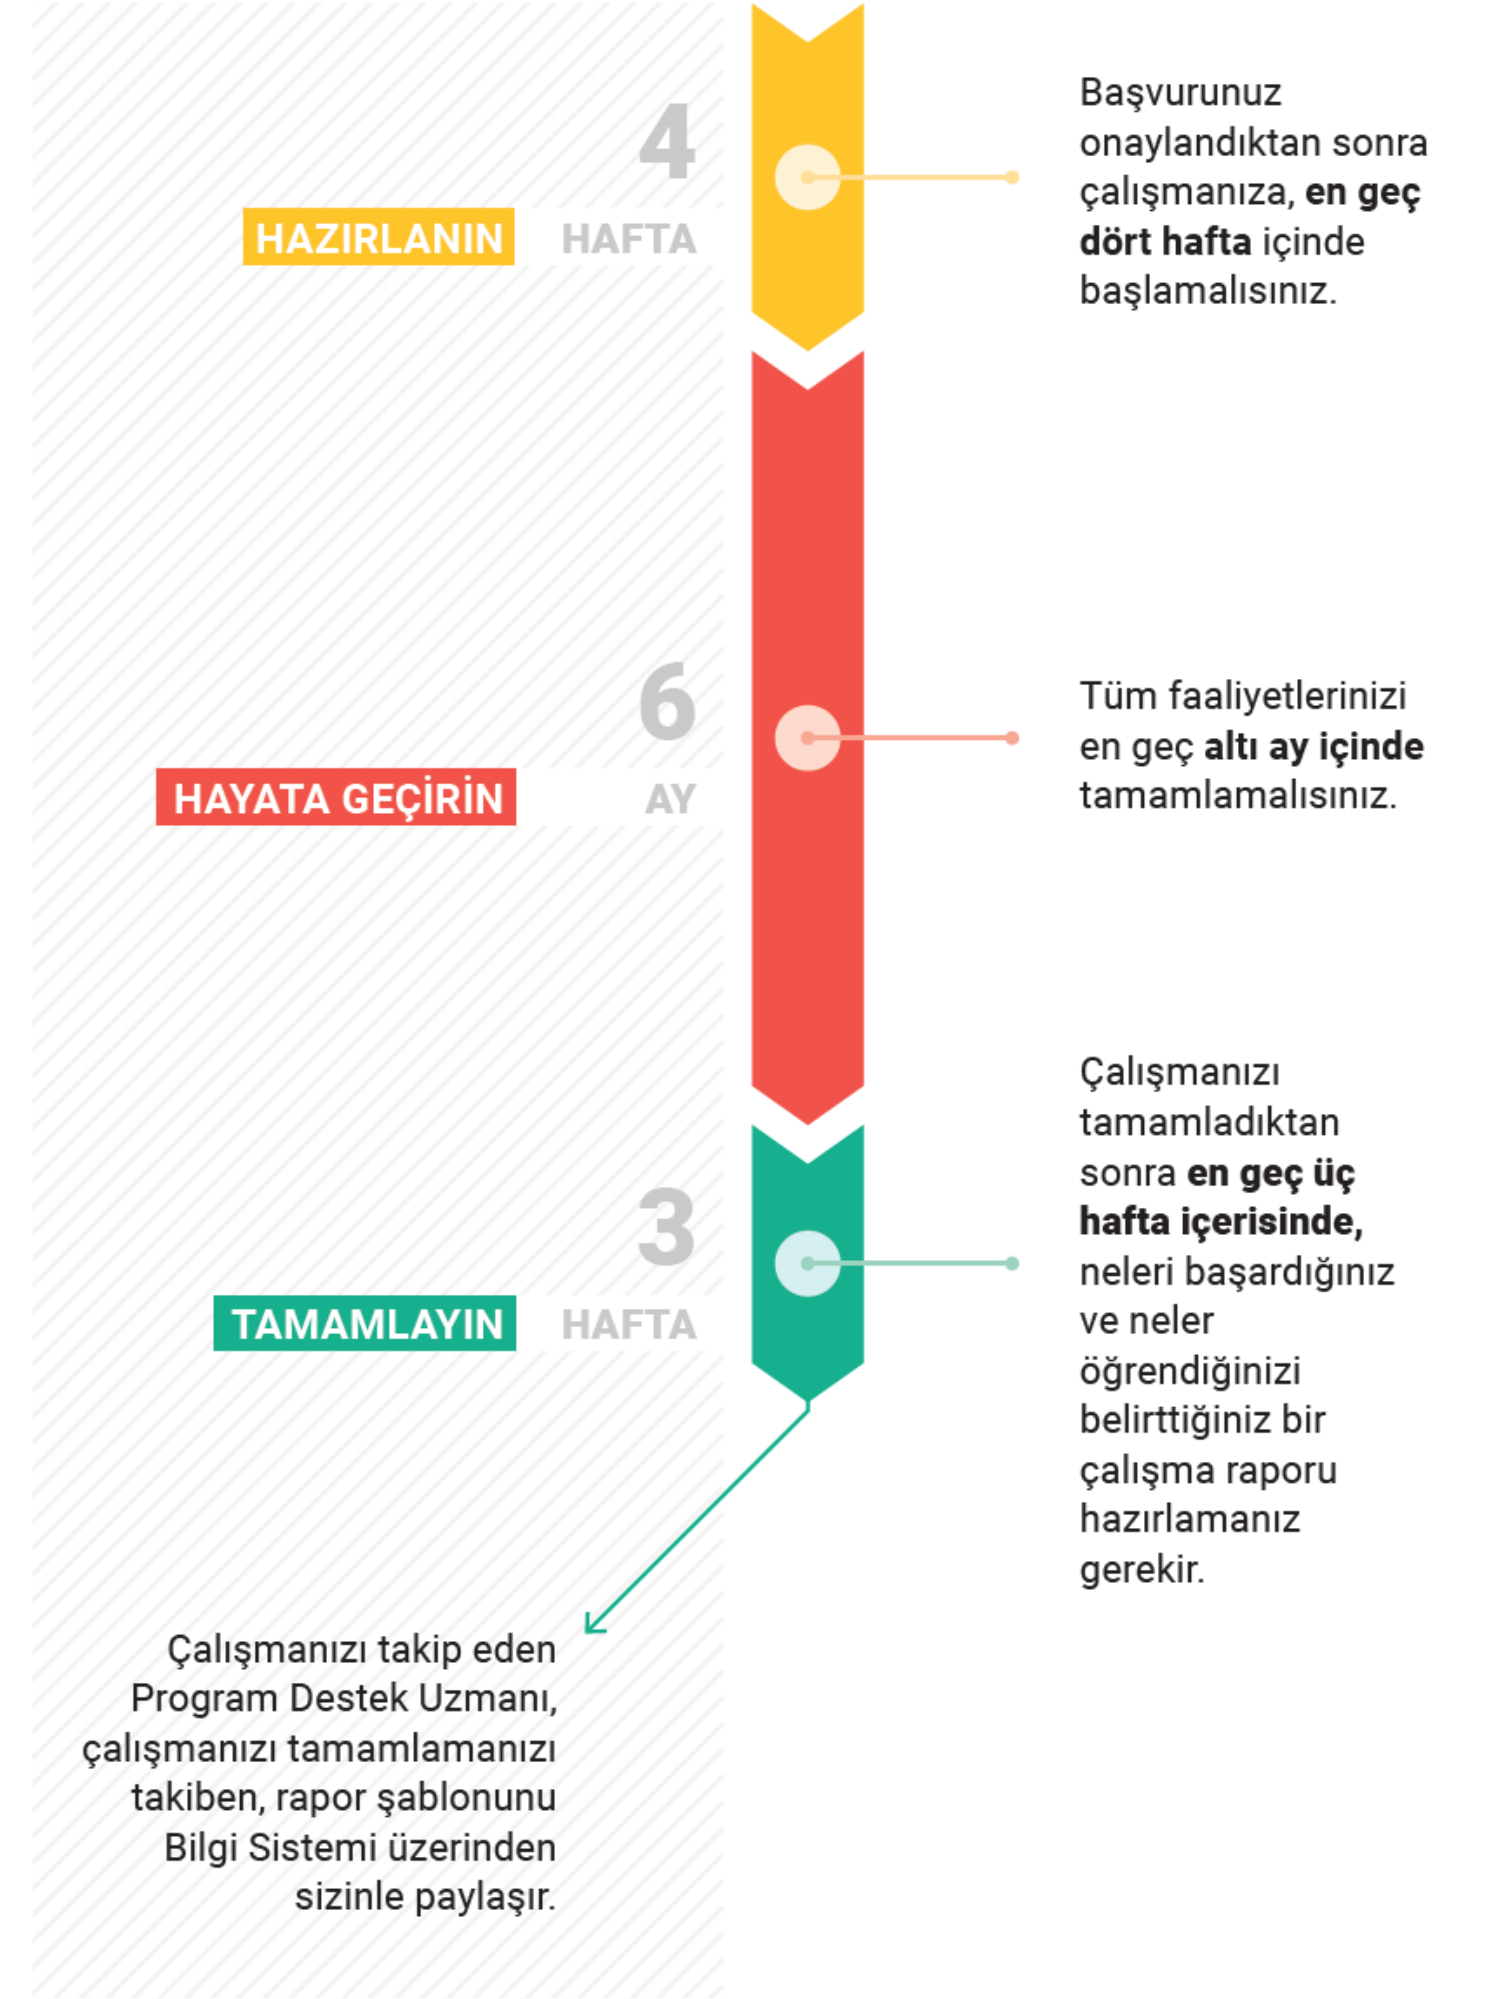 4
HAZIRLANIN HAFTA
Başvurunuz
onaylandıktan sonra
çalışmanıza, en geç
dört hafta içinde
başlamalısınız.
6
HAYATA GEÇİRİN AY
Tüm faaliyetlerinizi
en geç altı ay içinde
tamamlamalısınız.
3
TAMAMLAYIN HAFTA
Çalışmanızı
tamamladıktan
sonra en geç üç
hafta içerisinde,
neleri başardığınız
ve neler
öğrendiğinizi
belirttiğiniz bir
çalışma raporu
hazırlamanız
gerekir.
Çalışmanızı takip eden
Program Destek Uzmanı,
çalışmanızı tamamlamanızı
takiben, rapor şablonunu
Bilgi Sistemi üzerinden
sizinle paylaşır.